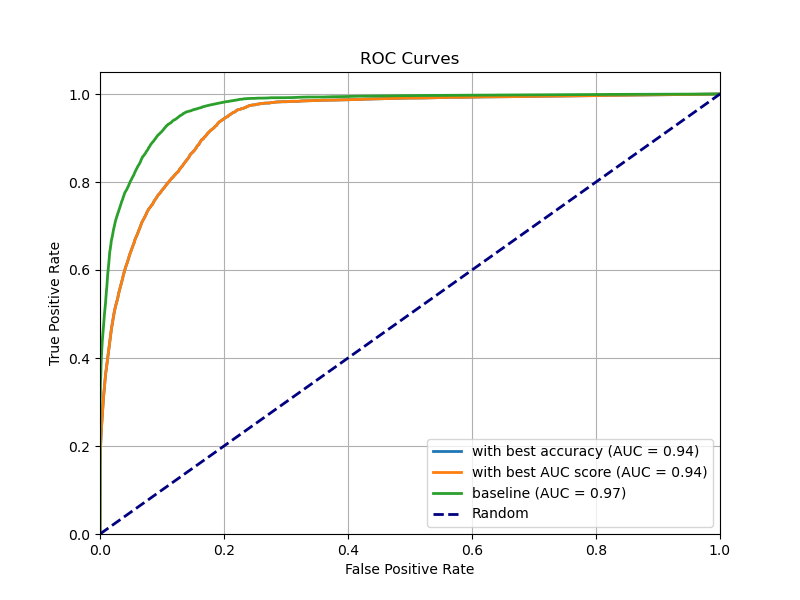 ROC Curves
True Positive Rate
1.0
0.8
0.6
0.4
0.2
0.0
with best accuracy (AUC = 0.94)
with best AUC score (AUC = 0.94)
baseline (AUC = 0.97)
Random
0.0 0.2 0.4 0.6 0.8 1.0
False Positive Rate